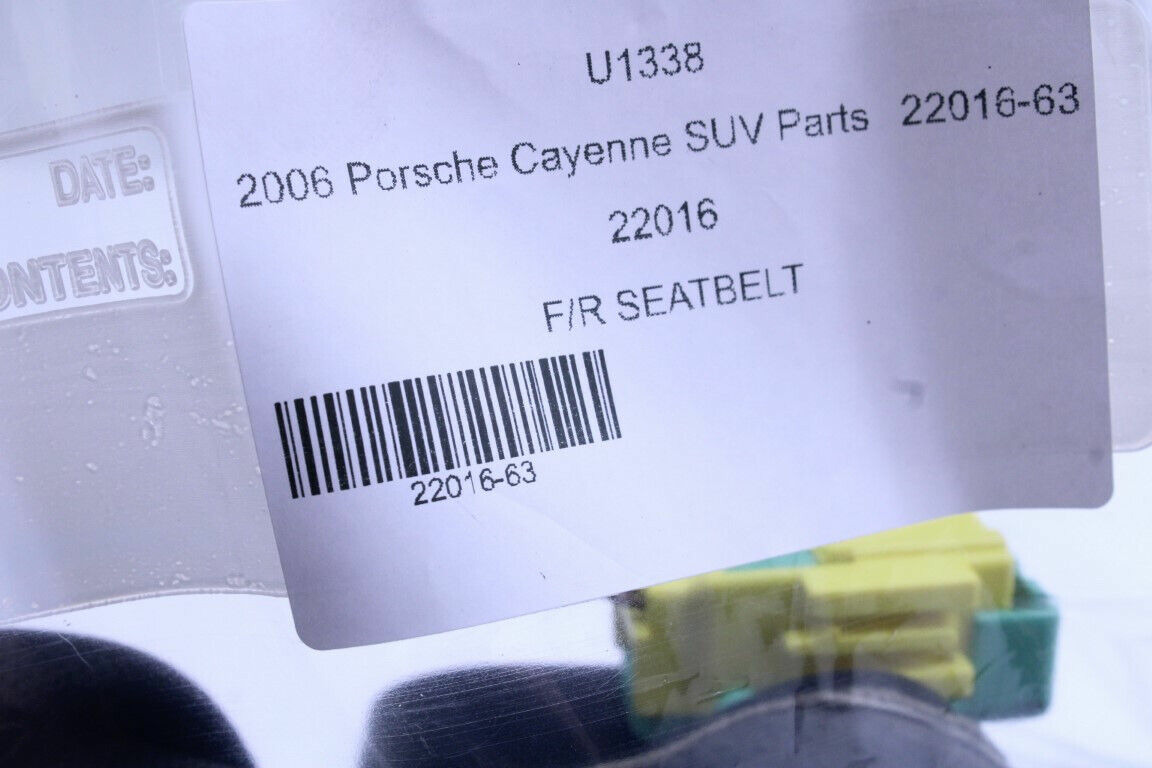 U1338
2006 Porsche Cayenne SUV Parts 22016-63
22016
F/R SEATBELT
22016-63
DATE:
ONTENTS: